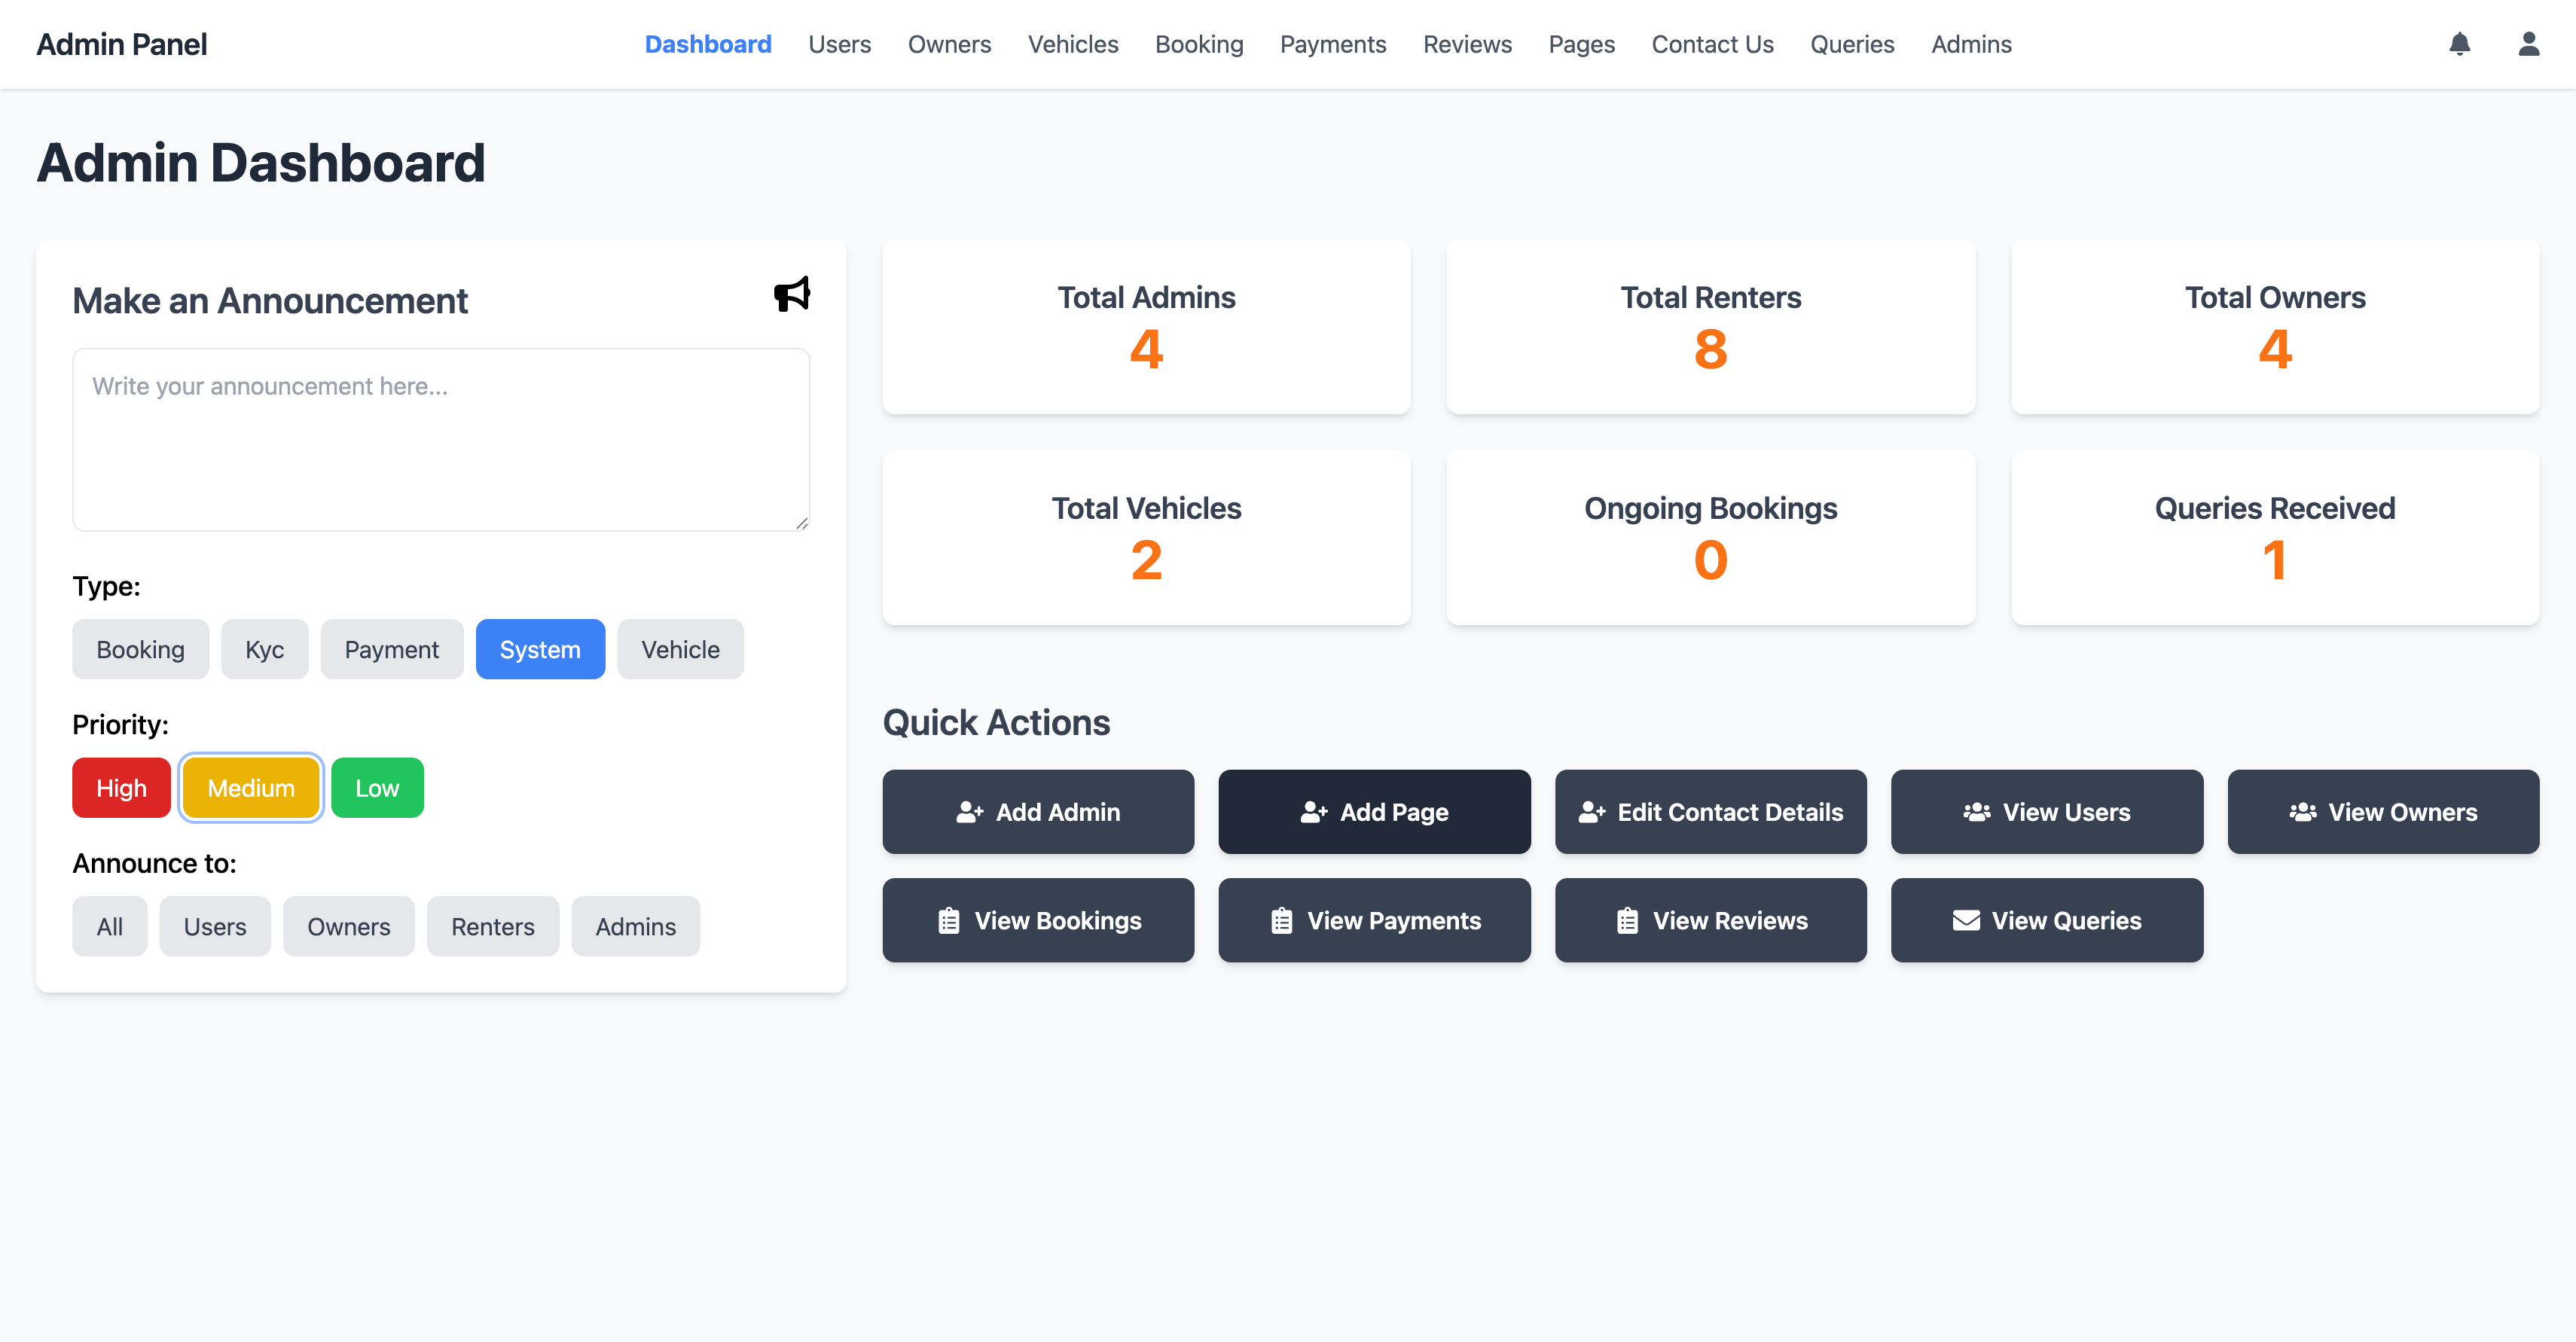 Admin Panel
Dashboard Users Owners Vehicles Booking Payments Reviews Pages Contact Us Queries Admins
Admin Dashboard
Make an Announcement
Write your announcement here...
Type:
Booking Kyc Payment System Vehicle
Priority:
High Medium Low
Announce to:
All Users Owners Renters Admins
Total Admins
4
Total Renters
8
Total Owners
4
Total Vehicles
2
Ongoing Bookings
0
Queries Received
1
Quick Actions
Add Admin
Add Page
Edit Contact Details
View Users
View Owners
View Bookings
View Payments
View Reviews
View Queries